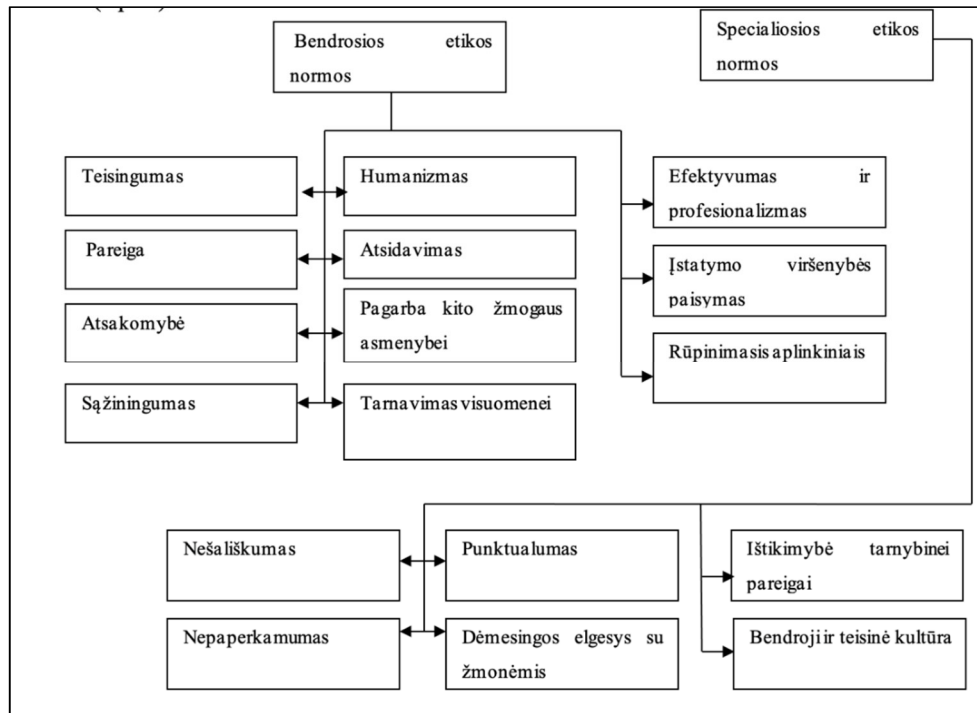 Bendrosios etikos
normos
Specialiosios etikos
normos
Teisingumas
Humanizmas
Efektyvumas ir
profesionalizmas
Pareiga
Atsidavimas
Įstatymo viršenybės
paisymas
Atsakomybė
Pagarba kito žmogaus
asmenybei
Rūpinimasis aplinkiniais
Sąžiningumas
Tarnavimas visuomenei
Nešališkumas
Punktualumas
Ištikimybė tarnybinei
pareigai
Nepaperkamumas
Dėmesingos elgesys su
žmonėmis
Bendroji ir teisinė kultūra